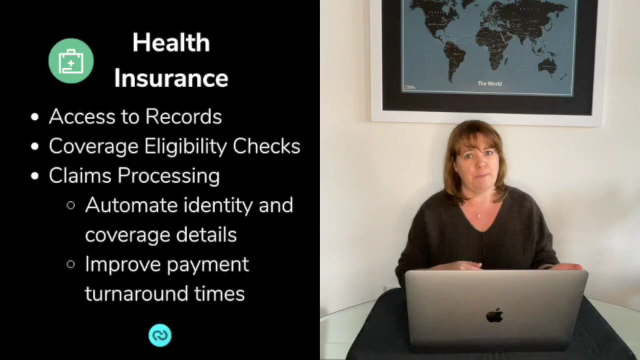 Health
Insurance
Access to Records
Coverage Eligibility Checks
Claims Processing
Automate identity and
coverage details
Improve payment
turnaround times
The World